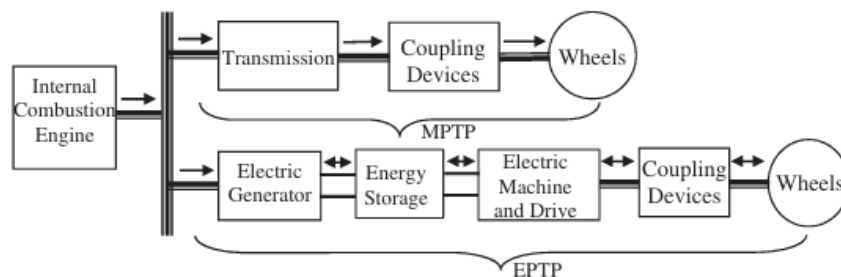 Internal
Combustion
Engine
Transmission
Coupling
Devices
Wheels
MPTP
Electric
Generator
Energy
Storage
Electric
Machine
and Drive
Coupling
Devices
Wheels
EPTP